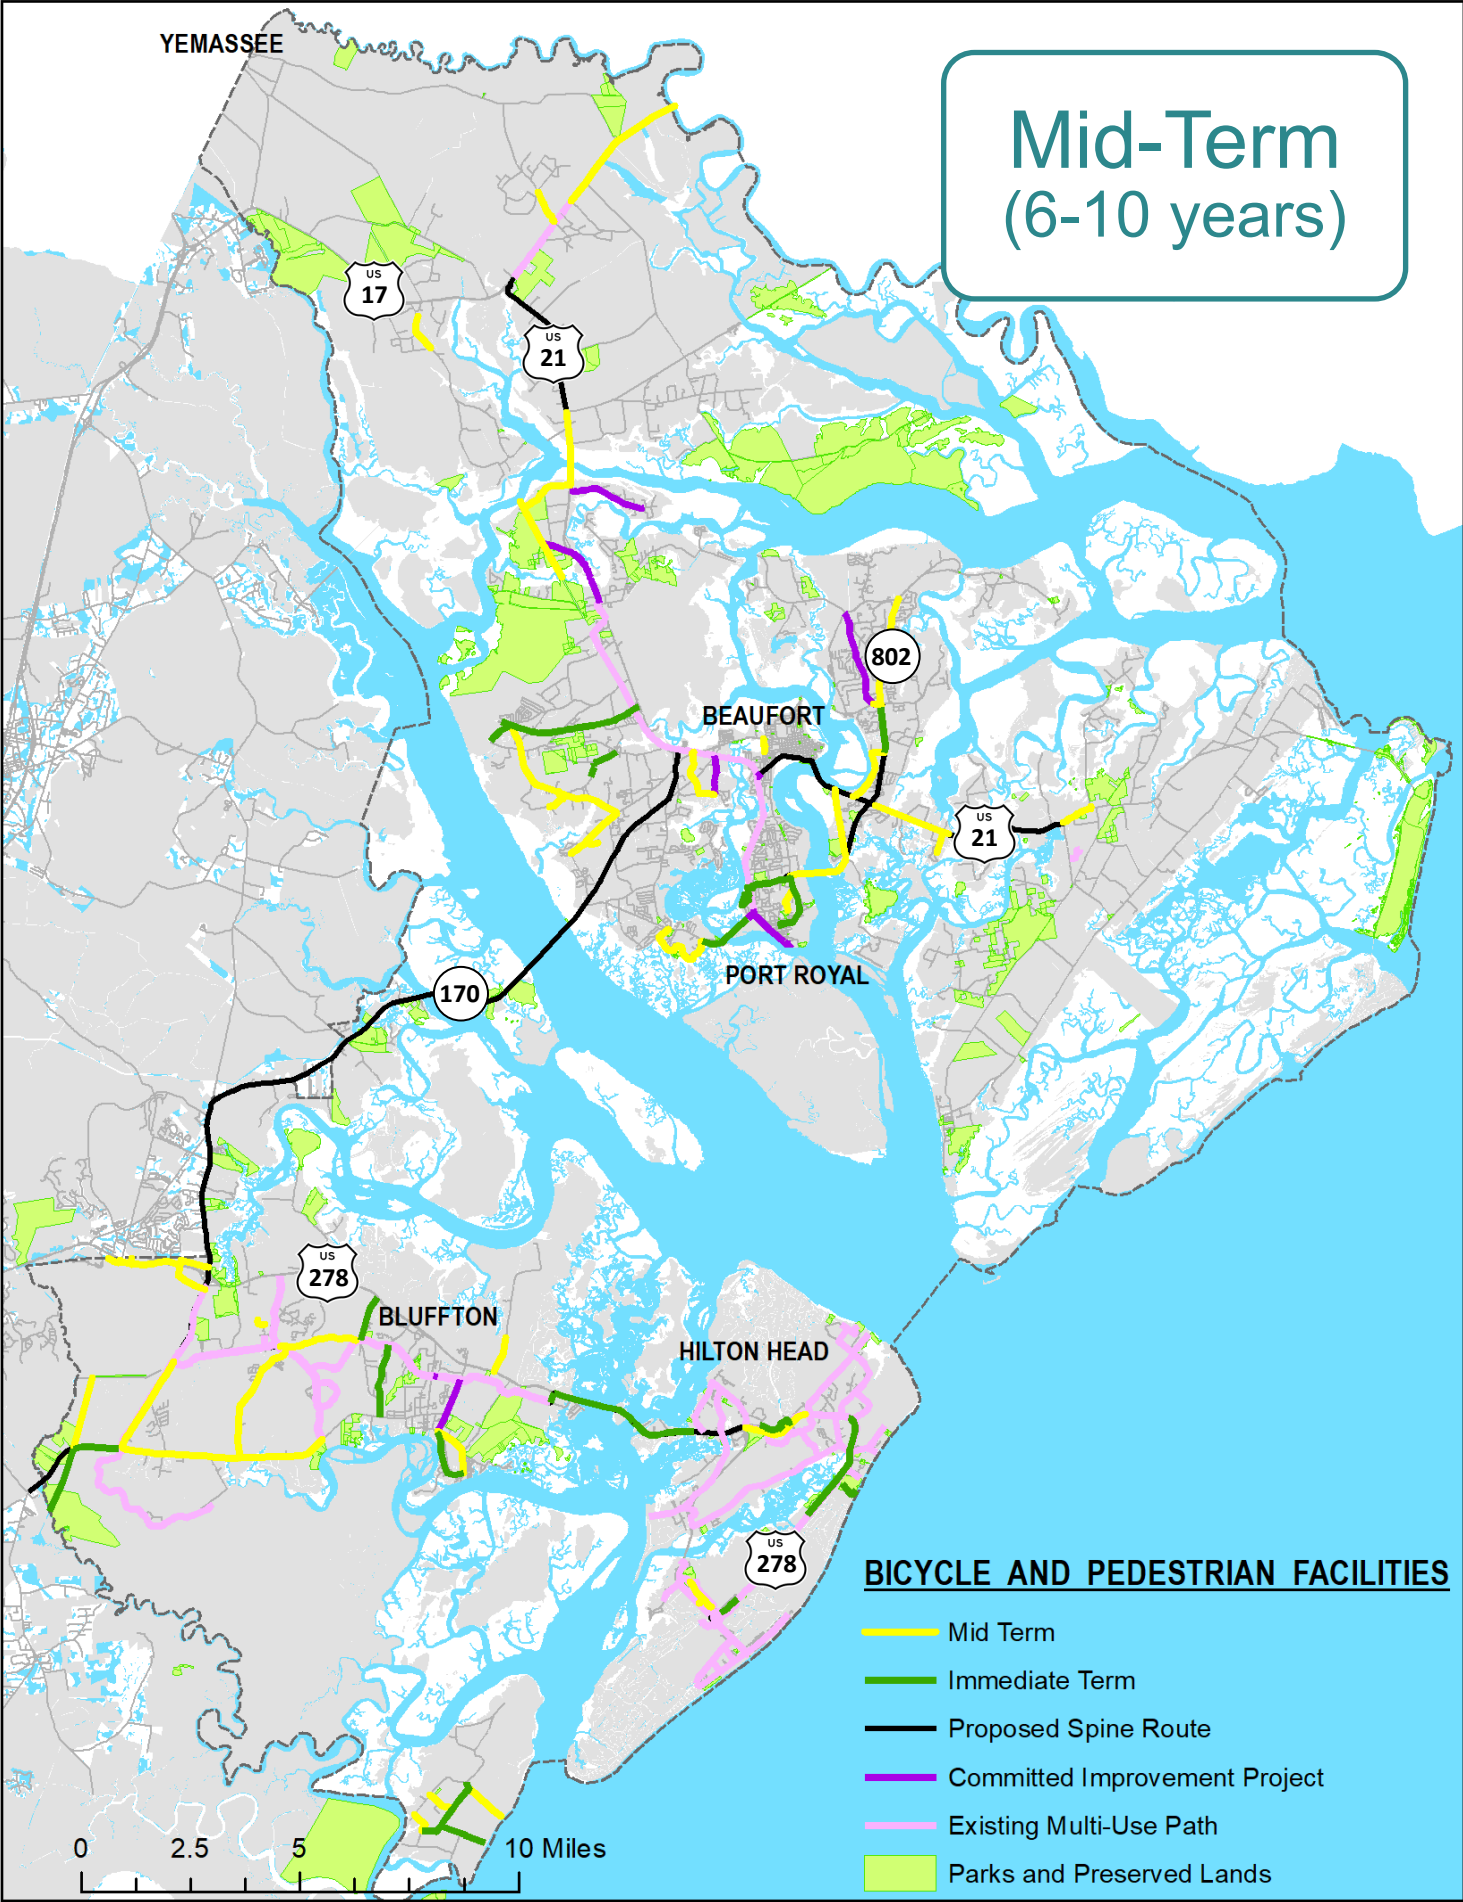 YEMASSEE
Mid-Term
(6-10 years)
US
17
US
21
802
BEAUFORT
US
21
PORT ROYAL
170
US
278
BLUFFTON
HILTON HEAD
US
278
BICYCLE AND PEDESTRIAN FACILITIES
Mid Term
Immediate Term
Proposed Spine Route
Committed Improvement Project
Existing Multi-Use Path
Parks and Preserved Lands
0 2.5 5 10 Miles